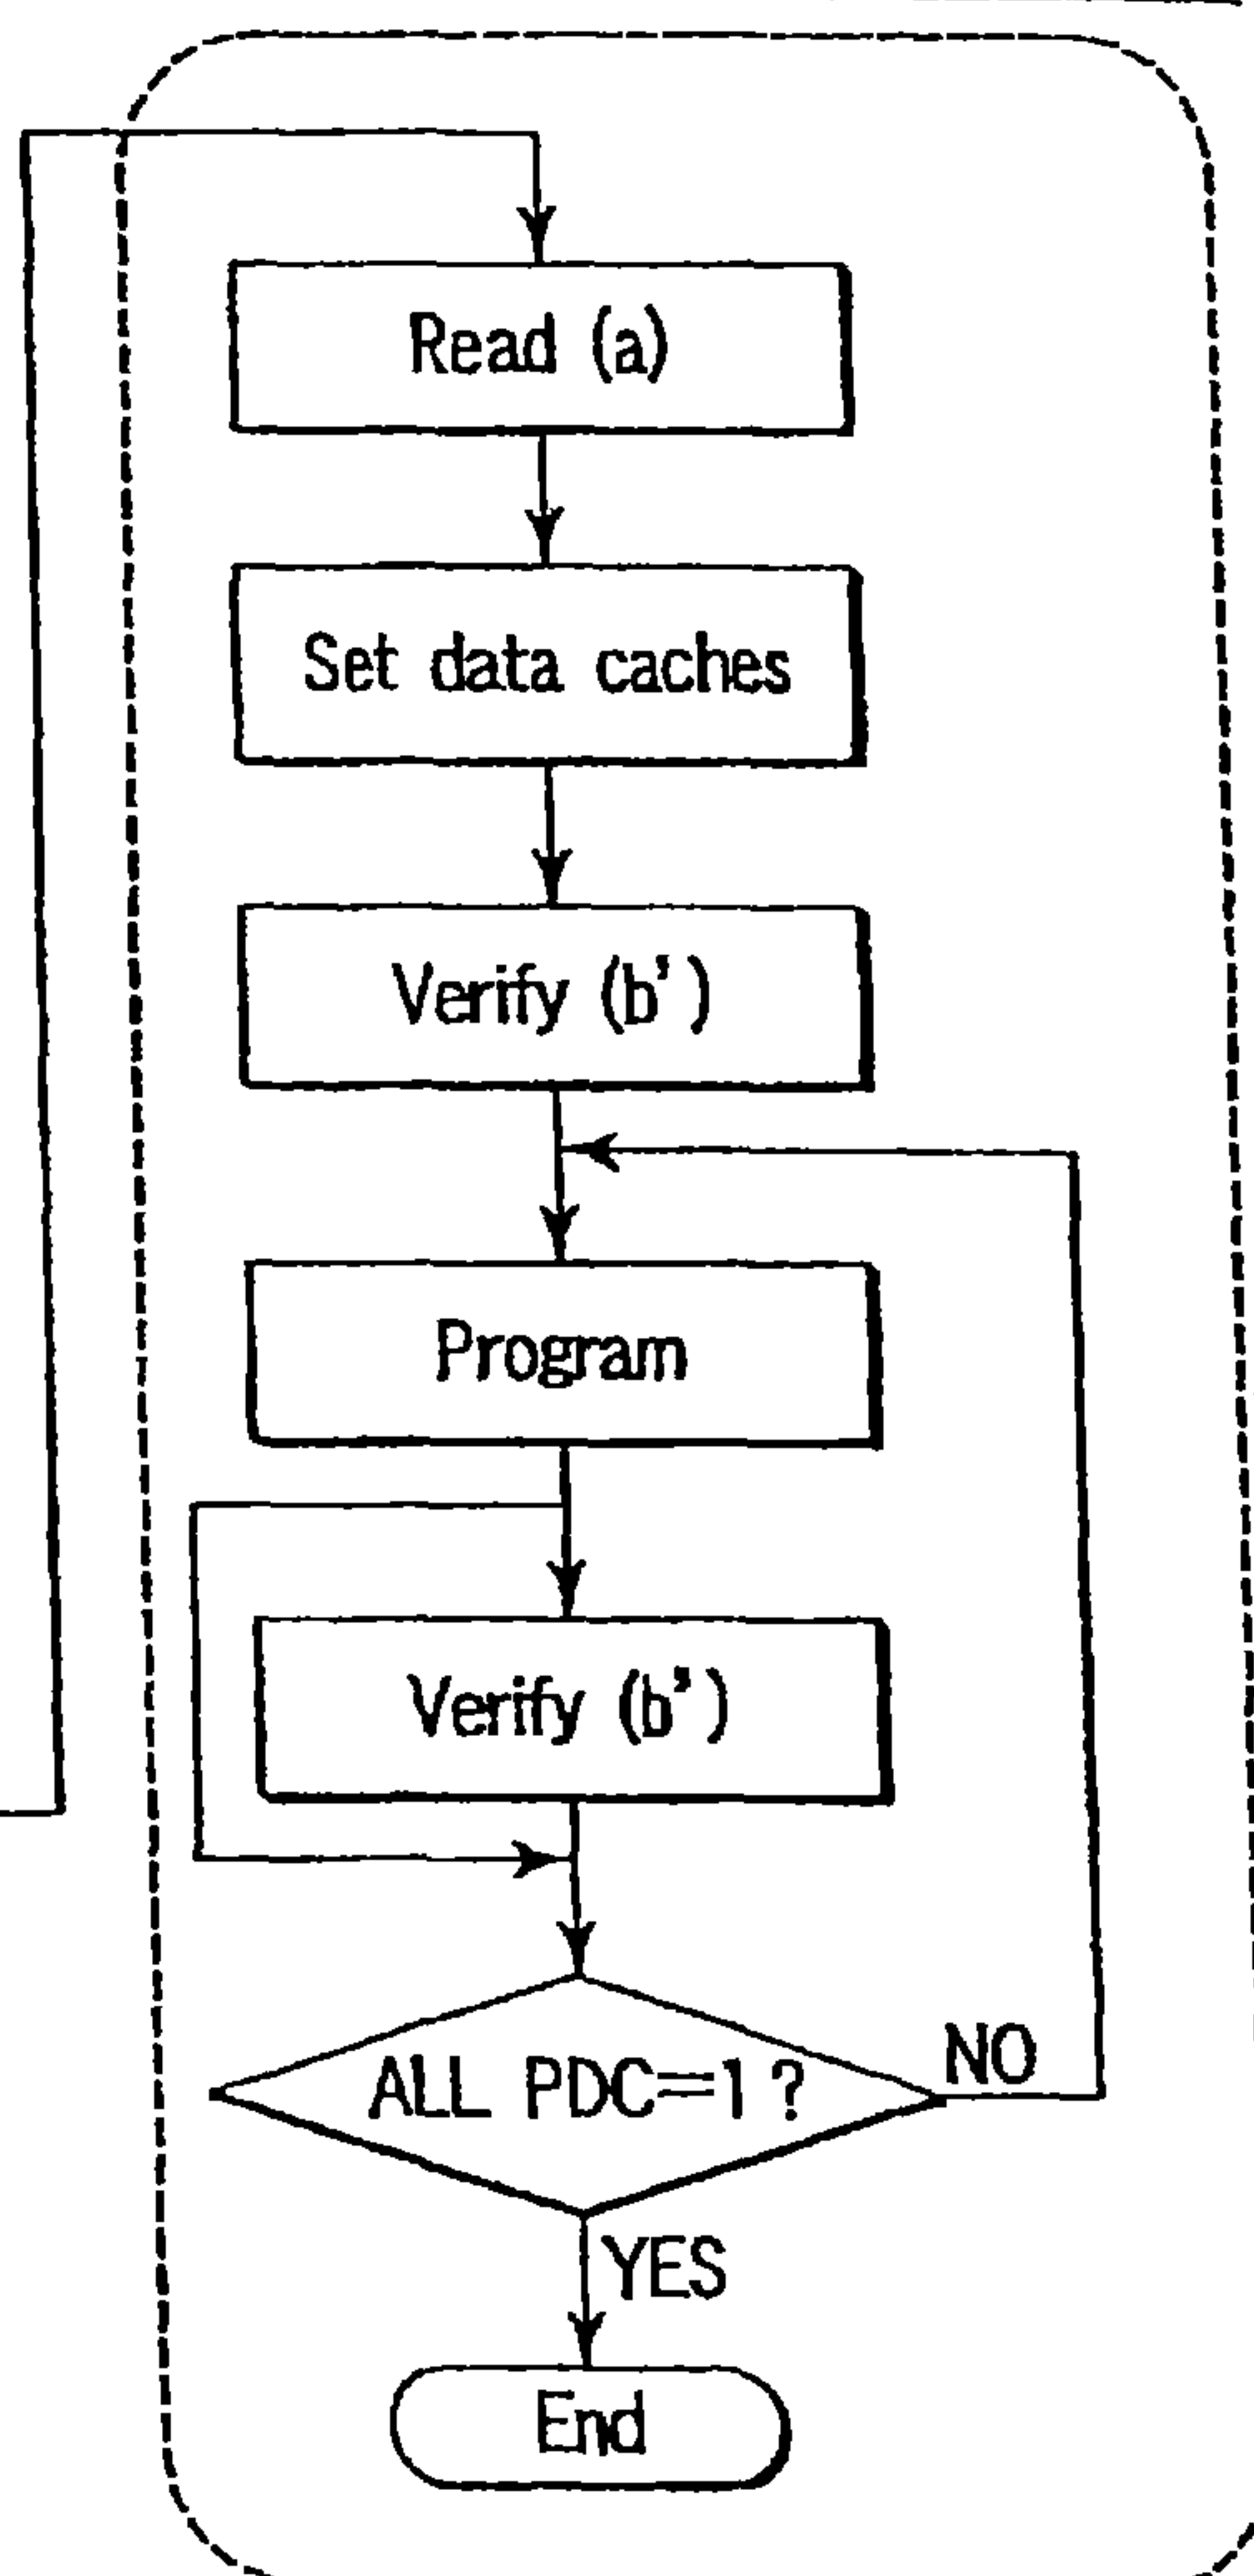 Read (a)
Set data caches
Verify (b')
Program
Verify (b')
ALL PDC=1 ?
NO
YES
End